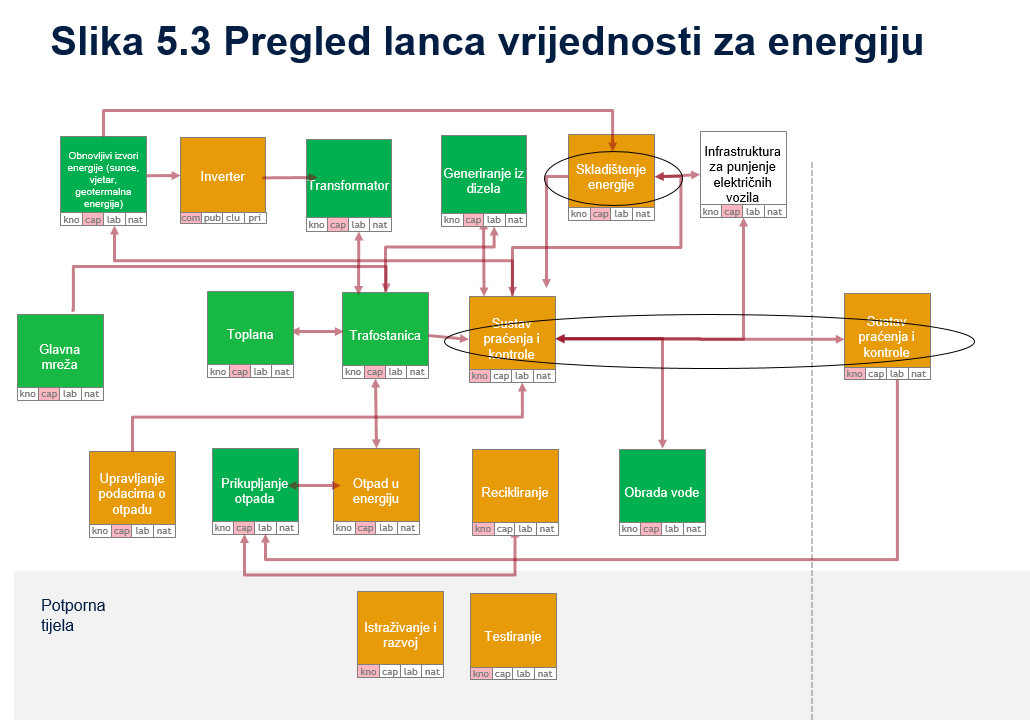 Slika 5.3 Pregled lanca vrijednosti za energiju
Obnovljivi izvori
energije (sunce,
vjetar,
geotermalna
energija)
kno cap lab nat
Inverter
com pub clu pri
Transformator
kno cap lab nat
Generiranje iz
dizela
kno cap lab nat
Skladištenje
energije
kno cap lab nat
Infrastruktura
za punjenje
električnih
vozila
kno cap lab nat
Glavna
mreža
kno cap lab nat
Toplana
kno cap lab nat
Trafostanica
kno cap lab nat
Sustav
praćenja i
kontrole
kno cap lab nat
Sustav
praćenja i
kontrole
kno cap lab nat
Upravljanje
podacima o
otpadu
kno cap lab nat
Prikupljanje
otpada
kno cap lab nat
Otpad u
energiju
kno cap lab nat
Recikliranje
kno cap lab nat
Obrada vode
kno cap lab nat
Potporna
tijela
Istraživanje i
razvoj
kno cap lab nat
Testiranje
kno cap lab nat